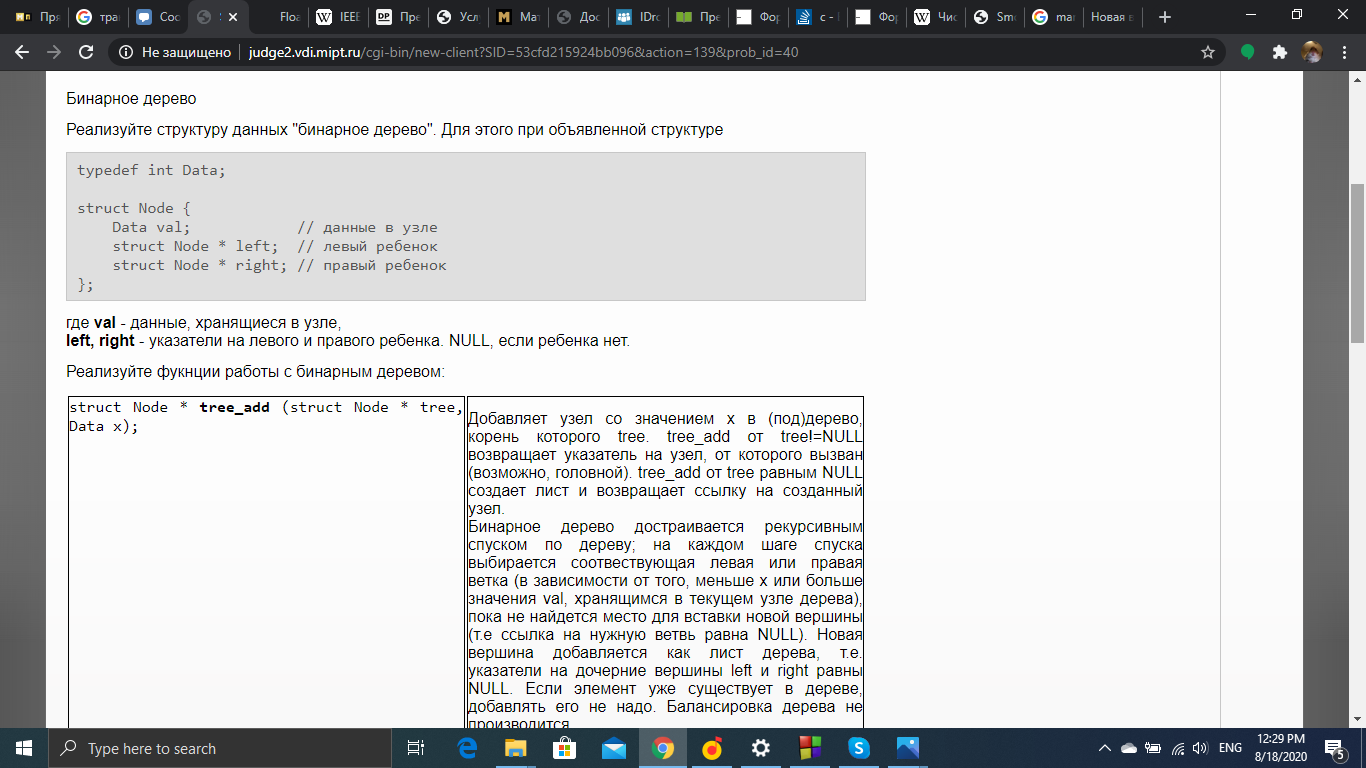 Пря
тра
Сос
Floa
IEEE
DP
Пре
Усл
Мат
Дос
IDro
Пре
Фор
c - l
Фор
Чис
Sm
mai
Новая в
Не защищено | judge2.vdi.mipt.ru/cgi-bin/new-client?SID=53cfd215924bb096&action=139&prob_id=40
Бинарное дерево
Реализуйте структуру данных "бинарное дерево". Для этого при объявленной структуре
typedef int Data;
struct Node {
Data val; // данные в узле
struct Node * left; // левый ребенок
struct Node * right; // правый ребенок
};
где val - данные, хранящиеся в узле,
left, right - указатели на левого и правого ребенка. NULL, если ребенка нет.
Реализуйте фукнции работы с бинарным деревом:
struct Node * tree_add (struct Node * tree,
Data x);
Добавляет узел со значением x в (под)дерево,
корень которого tree. tree_add от tree!=NULL
возвращает указатель на узел, от которого вызван
(возможно, головной). tree_add от tree равным NULL
создает лист и возвращает ссылку на созданный
узел.
Бинарное дерево достраивается рекурсивным
спуском по дереву; на каждом шаге спуска
выбирается соотвествующая левая или правая
ветка (в зависимости от того, меньше x или больше
значения val, хранящимся в текущем узле дерева),
пока не найдется место для вставки новой вершины
(т.е ссылка на нужную ветвь равна NULL). Новая
вершина добавляется как лист дерева, т.е.
указатели на дочерние вершины left и right равны
NULL. Если элемент уже существует в дереве,
добавлять его не надо. Балансировка дерева не
производится.
Type here to search
ENG
12:29 PM
8/18/2020
5